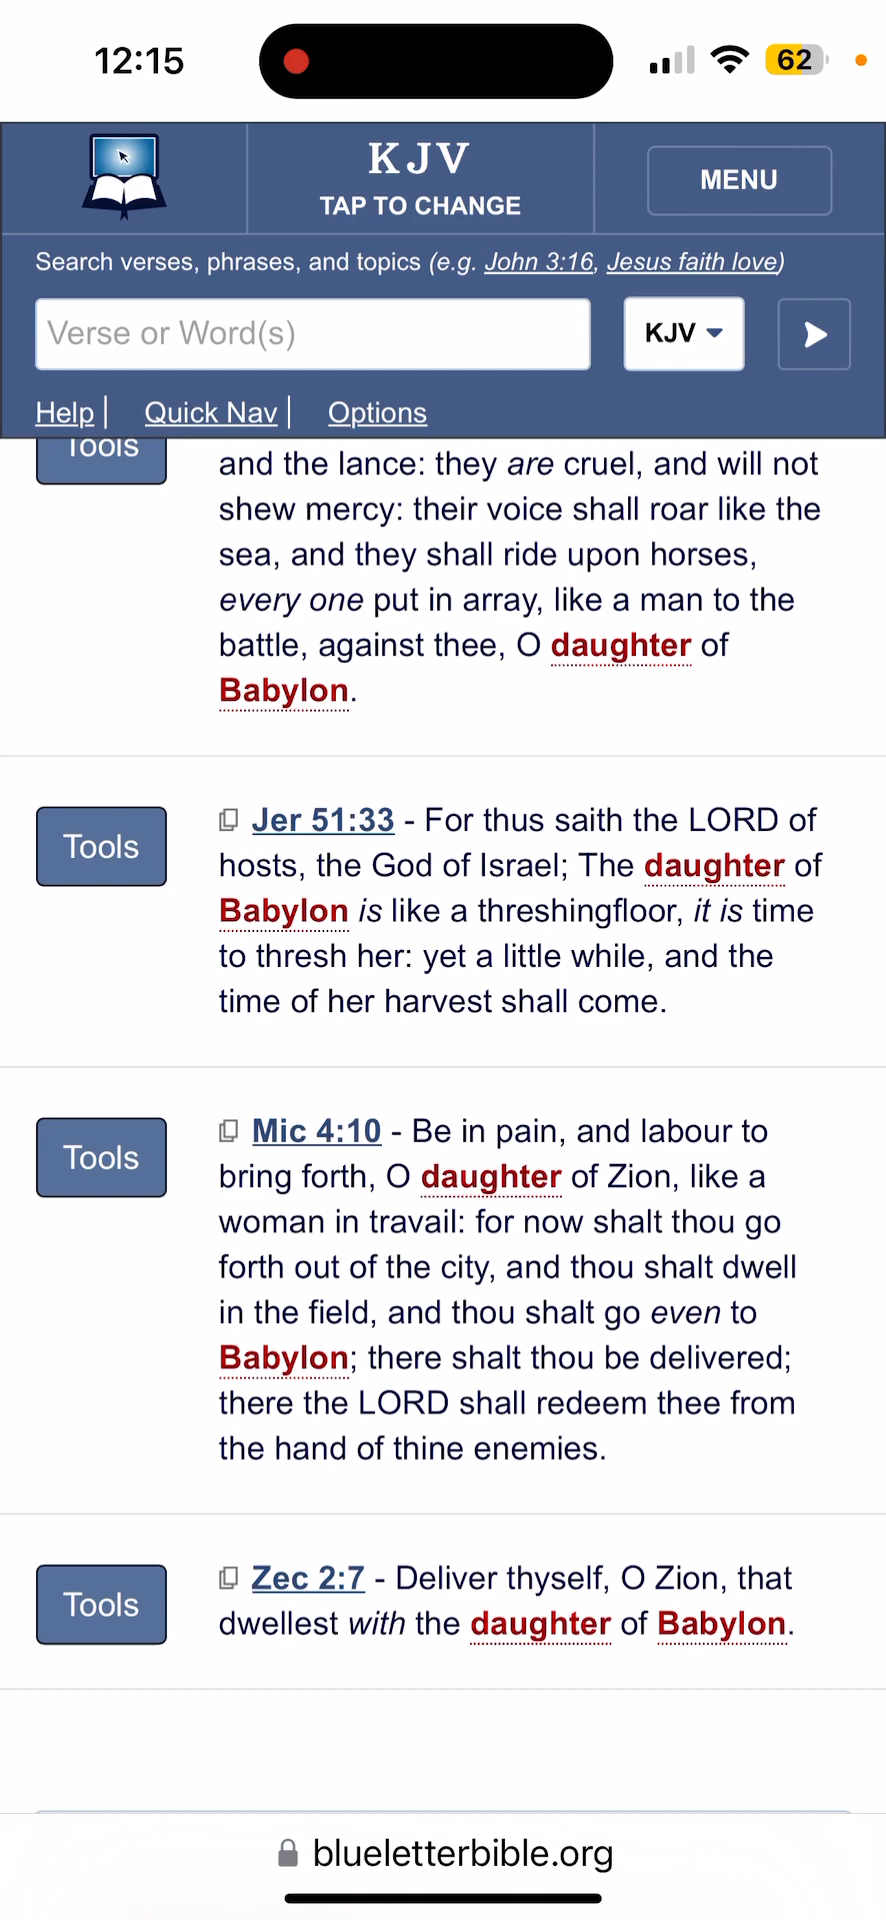 12:15
62
KJV
TAP TO CHANGE
MENU
Search verses, phrases, and topics (e.g. John 3:16, Jesus faith love)
Verse or Word(s)
KJV
Help | Quick Nav | Options
Tools
and the lance: they are cruel, and will not
shew mercy: their voice shall roar like the
sea, and they shall ride upon horses,
every one put in array, like a man to the
battle, against thee, O daughter of
Babylon.
Tools
Jer 51:33 - For thus saith the LORD of
hosts, the God of Israel; The daughter of
Babylon is like a threshingfloor, it is time
to thresh her: yet a little while, and the
time of her harvest shall come.
Tools
Mic 4:10 - Be in pain, and labour to
bring forth, O daughter of Zion, like a
woman in travail: for now shalt thou go
forth out of the city, and thou shalt dwell
in the field, and thou shalt go even to
Babylon; there shalt thou be delivered;
there the LORD shall redeem thee from
the hand of thine enemies.
Tools
Zec 2:7 - Deliver thyself, O Zion, that
dwellest with the daughter of Babylon.
blueletterbible.org